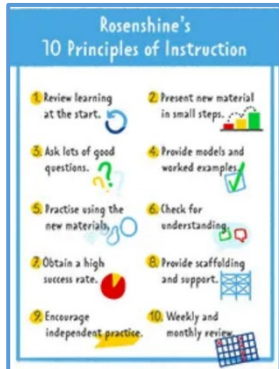 Rosenshine's
10 Principles of Instruction
1. Review learning
at the start.
2. Present new material
in small steps.
3. Ask lots of good
questions.
4. Provide models and
worked examples.
5. Practise using the
new materials.
6. Check for
understanding.
7. Obtain a high
success rate.
8. Provide scaffolding
and support.
9. Encourage
independent practice.
10. Weekly and
monthly review.